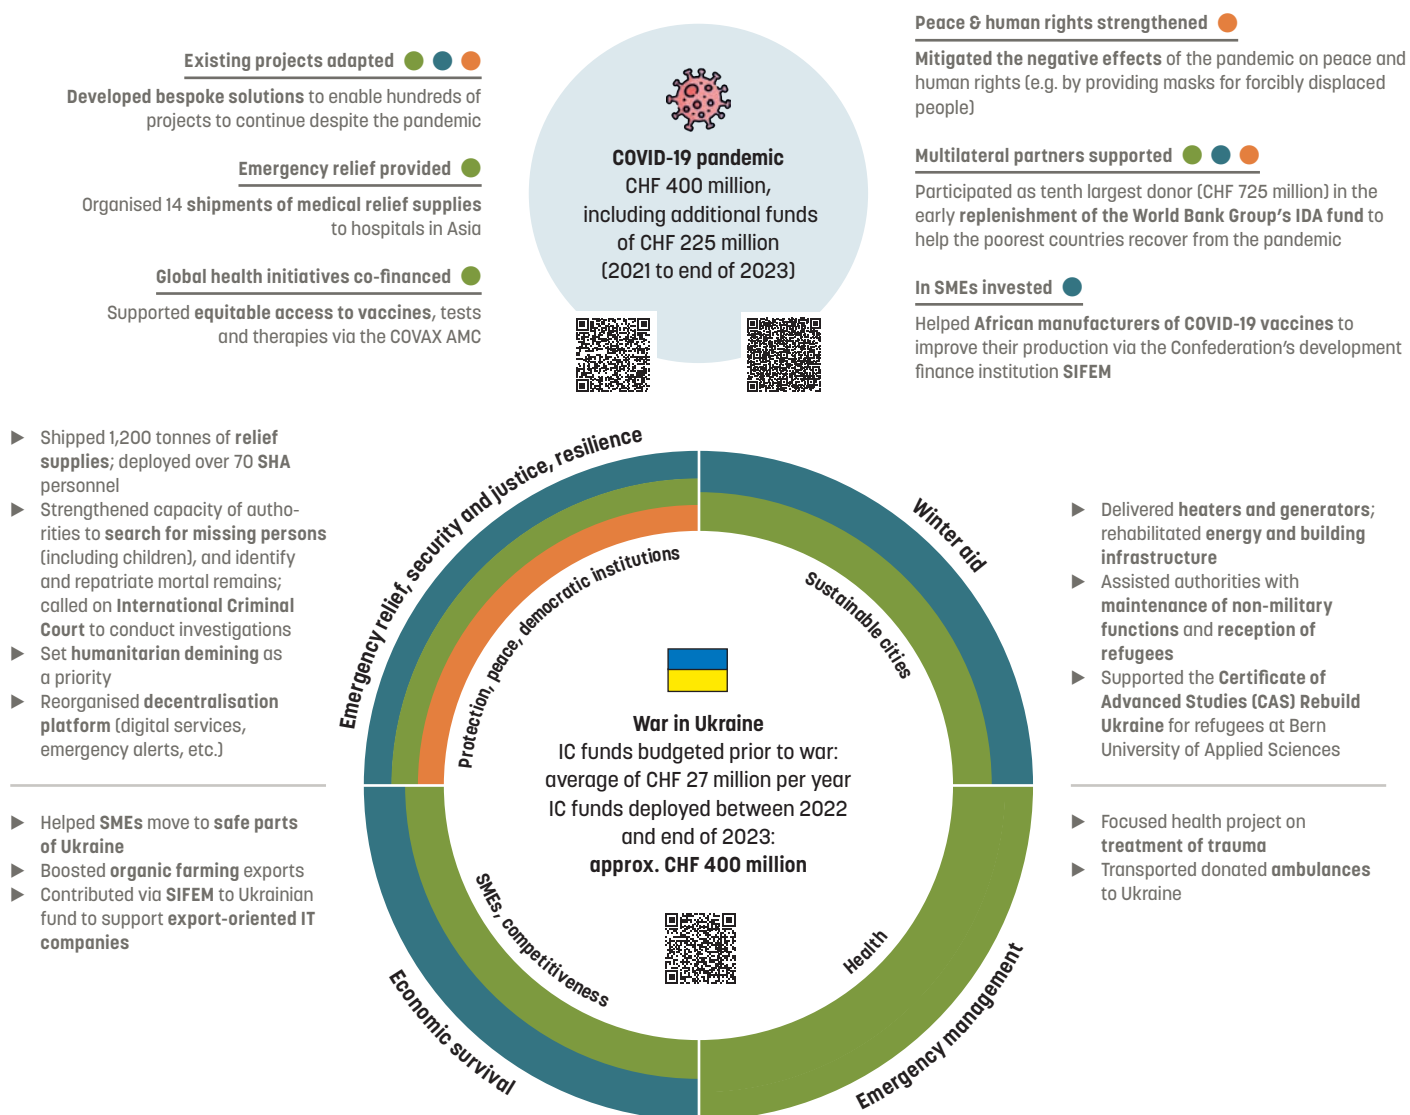 Existing projects adapted
Developed bespoke solutions to enable hundreds of
projects to continue despite the pandemic
Emergency relief provided
Organised 14 shipments of medical relief supplies
to hospitals in Asia
Global health initiatives co-financed
Supported equitable access to vaccines, tests
and therapies via the COVAX AMC
COVID-19 pandemic
CHF 400 million,
including additional funds
of CHF 225 million
(2021 to end of 2023)
Peace & human rights strengthened
Mitigated the negative effects of the pandemic on peace and
human rights (e.g. by providing masks for forcibly displaced
people)
Multilateral partners supported
Participated as tenth largest donor (CHF 725 million) in the
early replenishment of the World Bank Group's IDA fund to
help the poorest countries recover from the pandemic
In SMEs invested
Helped African manufacturers of COVID-19 vaccines to
improve their production via the Confederation's development
finance institution SIFEM
▶ Shipped 1,200 tonnes of relief
supplies; deployed over 70 SHA
personnel
▶ Strengthened capacity of autho-
rities to search for missing persons
(including children), and identify
and repatriate mortal remains;
called on International Criminal
Court to conduct investigations
▶ Set humanitarian demining as
a priority
▶ Reorganised decentralisation
platform (digital services,
emergency alerts, etc.)
▶ Helped SMEs move to safe parts
of Ukraine
▶ Boosted organic farming exports
▶ Contributed via SIFEM to Ukrainian
fund to support export-oriented IT
companies
Emergency relief, security and justice, resilience
Protection, peace, democratic institutions
Winter aid
Sustainable cities
War in Ukraine
IC funds budgeted prior to war:
average of CHF 27 million per year
IC funds deployed between 2022
and end of 2023:
approx. CHF 400 million
SMEs, competitiveness
Economic survival
Health
Emergency management
▶ Delivered heaters and generators;
rehabilitated energy and building
infrastructure
▶ Assisted authorities with
maintenance of non-military
functions and reception of
refugees
▶ Supported the Certificate of
Advanced Studies (CAS) Rebuild
Ukraine for refugees at Bern
University of Applied Sciences
▶ Focused health project on
treatment of trauma
▶ Transported donated ambulances
to Ukraine